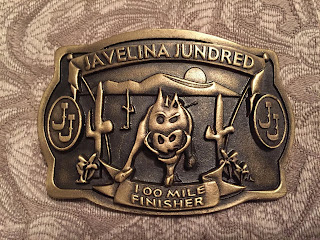 JAVELINA JUNDRED
JJ
JJ
100 MILE
FINISHER